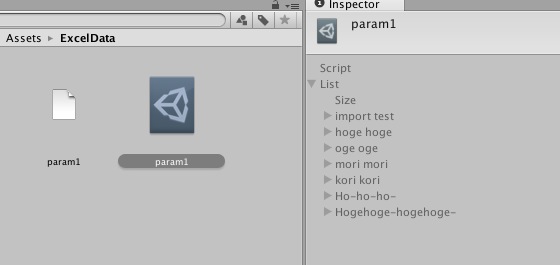 Inspector
Assets ▸ ExcelData
param1
param1
param1
Script
List
Size
import test
hoge hoge
oge oge
mori mori
kori kori
Ho-ho-ho-
Hogehoge-hogehoge-